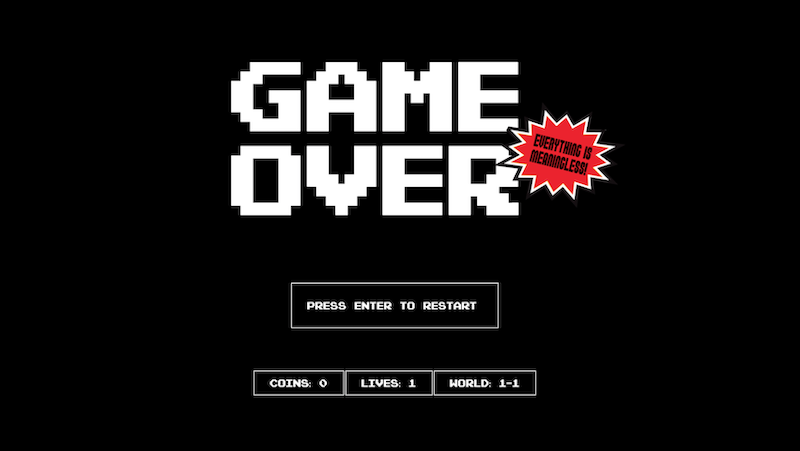 GAME
OVER
EVERYTHING IS
MEANINGLESS!
PRESS ENTER TO RESTART
COINS: 0
LIVES: 1
WORLD: 1-1